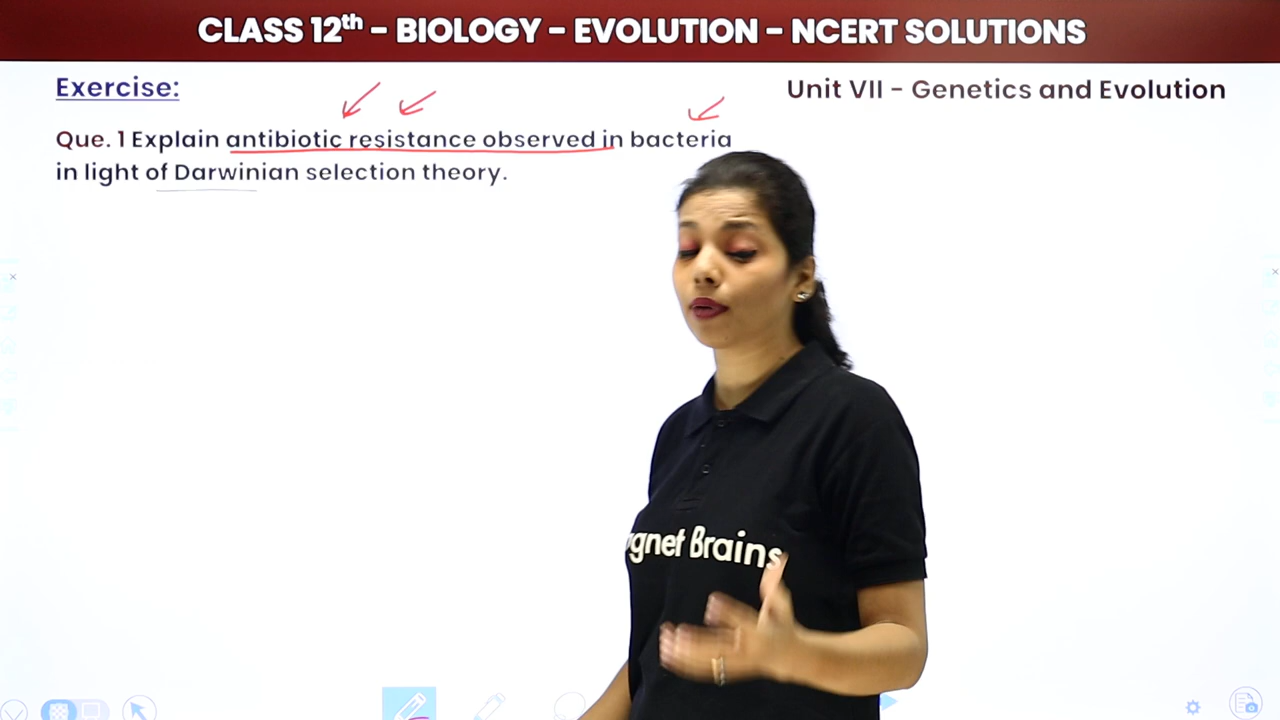 CLASS 12th – BIOLOGY – EVOLUTION – NCERT SOLUTIONS
Exercise:
Unit VII - Genetics and Evolution
Que. 1 Explain antibiotic resistance observed in bacteria
in light of Darwinian selection theory.
gnet Brains